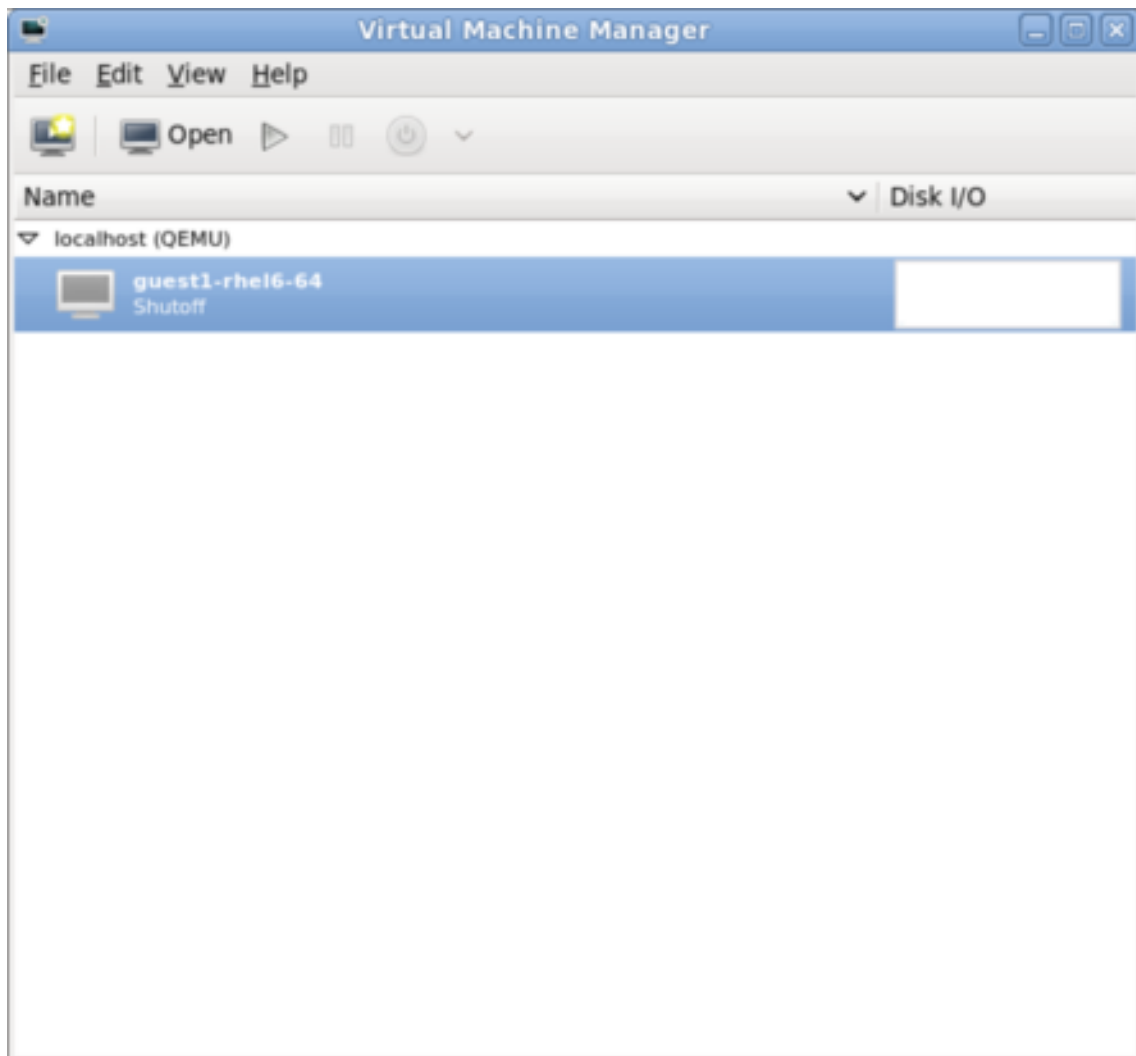 Virtual Machine Manager
File Edit View Help
Open
Name Disk I/O
localhost (QEMU)
guest1-rhel6-64
Shutoff